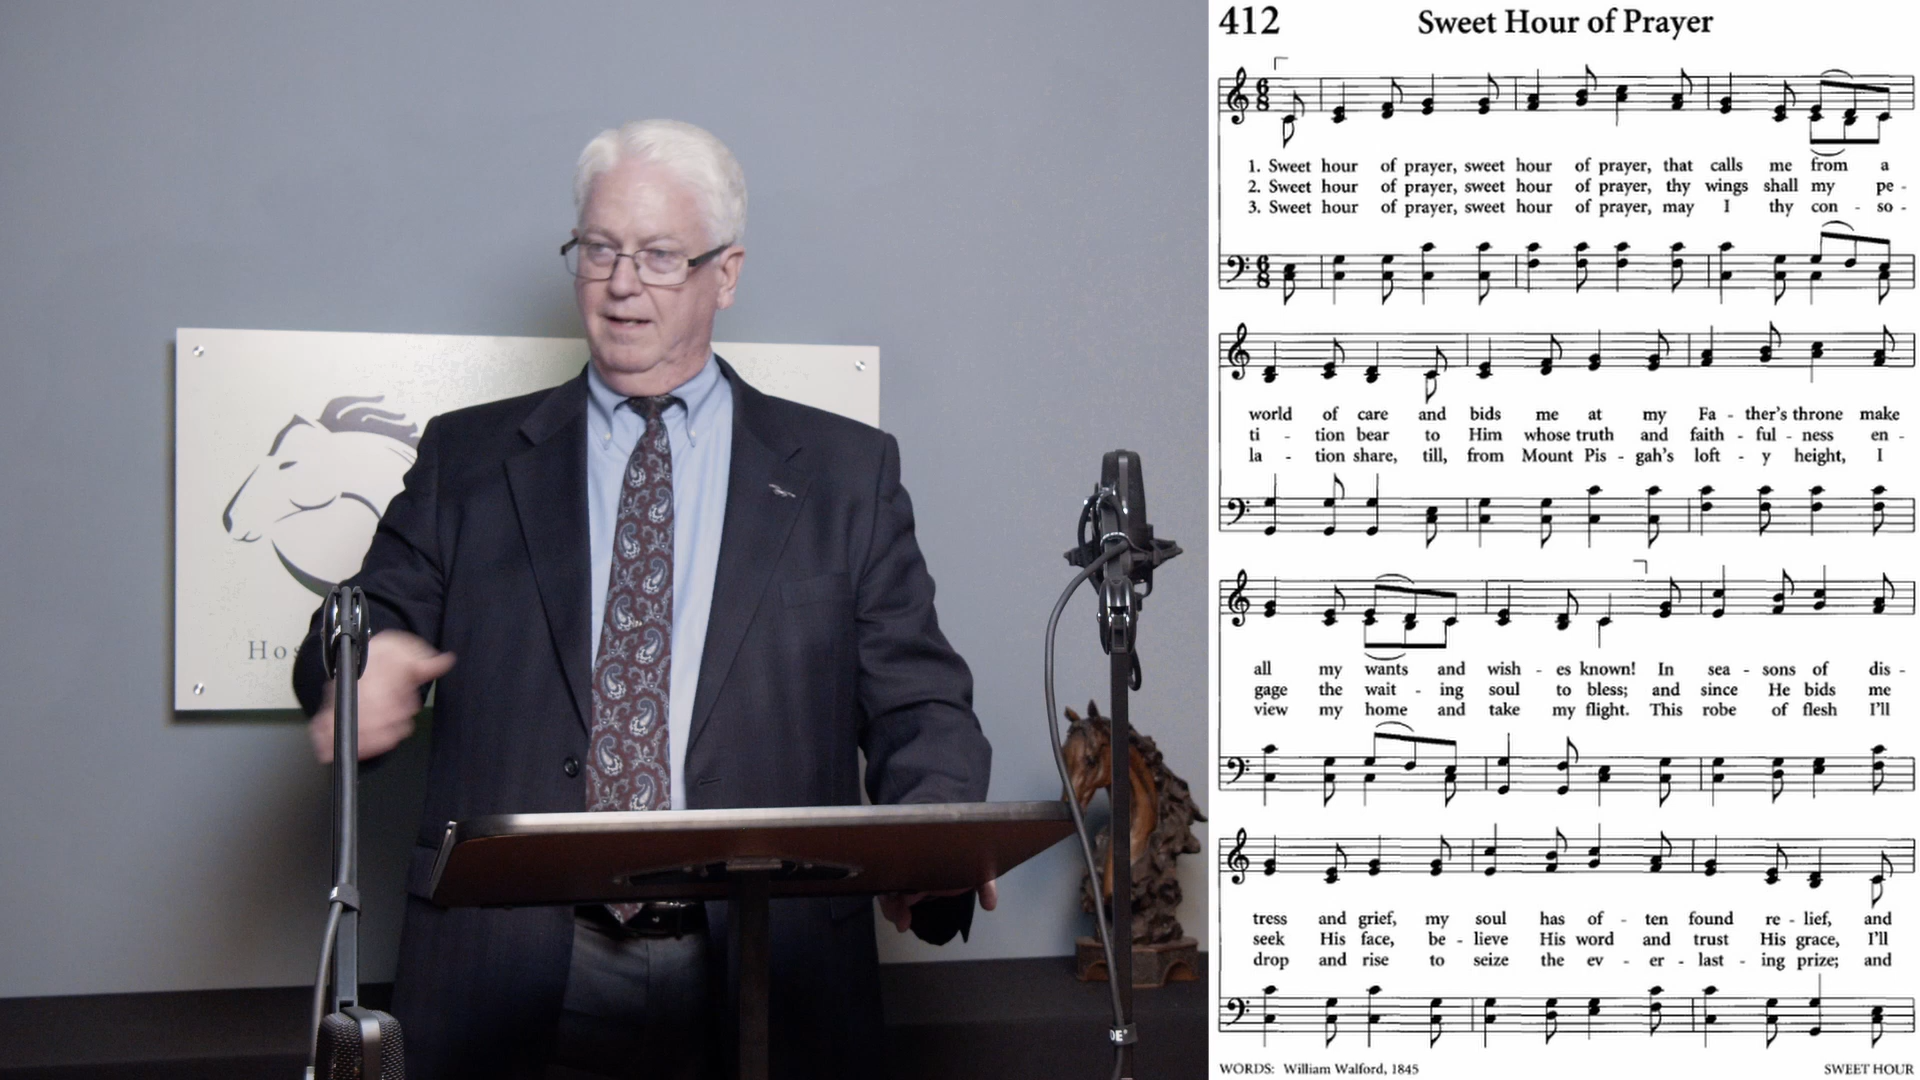 Hos
DE
412
Sweet Hour of Prayer
1. Sweet hour of prayer, sweet hour of prayer, that calls me from a
2. Sweet hour of prayer, sweet hour of prayer, thy wings shall my pe -
3. Sweet hour of prayer, sweet hour of prayer, may I thy con - so -
world of care and bids me at my Fa - ther's throne make
ti - tion bear to Him whose truth and faith - ful - ness en -
la - tion share, till, from Mount Pis - gah's loft - y height, I
all my wants and wish - es known! In sea - sons of dis -
gage the wait - ing soul to bless; and since He bids me
view my home and take my flight. This robe of flesh I'll
tress and grief, my soul has of - ten found re - lief, and
seek His face, be - lieve His word and trust His grace, I'll
drop and rise to seize the ev - er - last - ing prize; and
WORDS: William Walford, 1845
SWEET HOUR